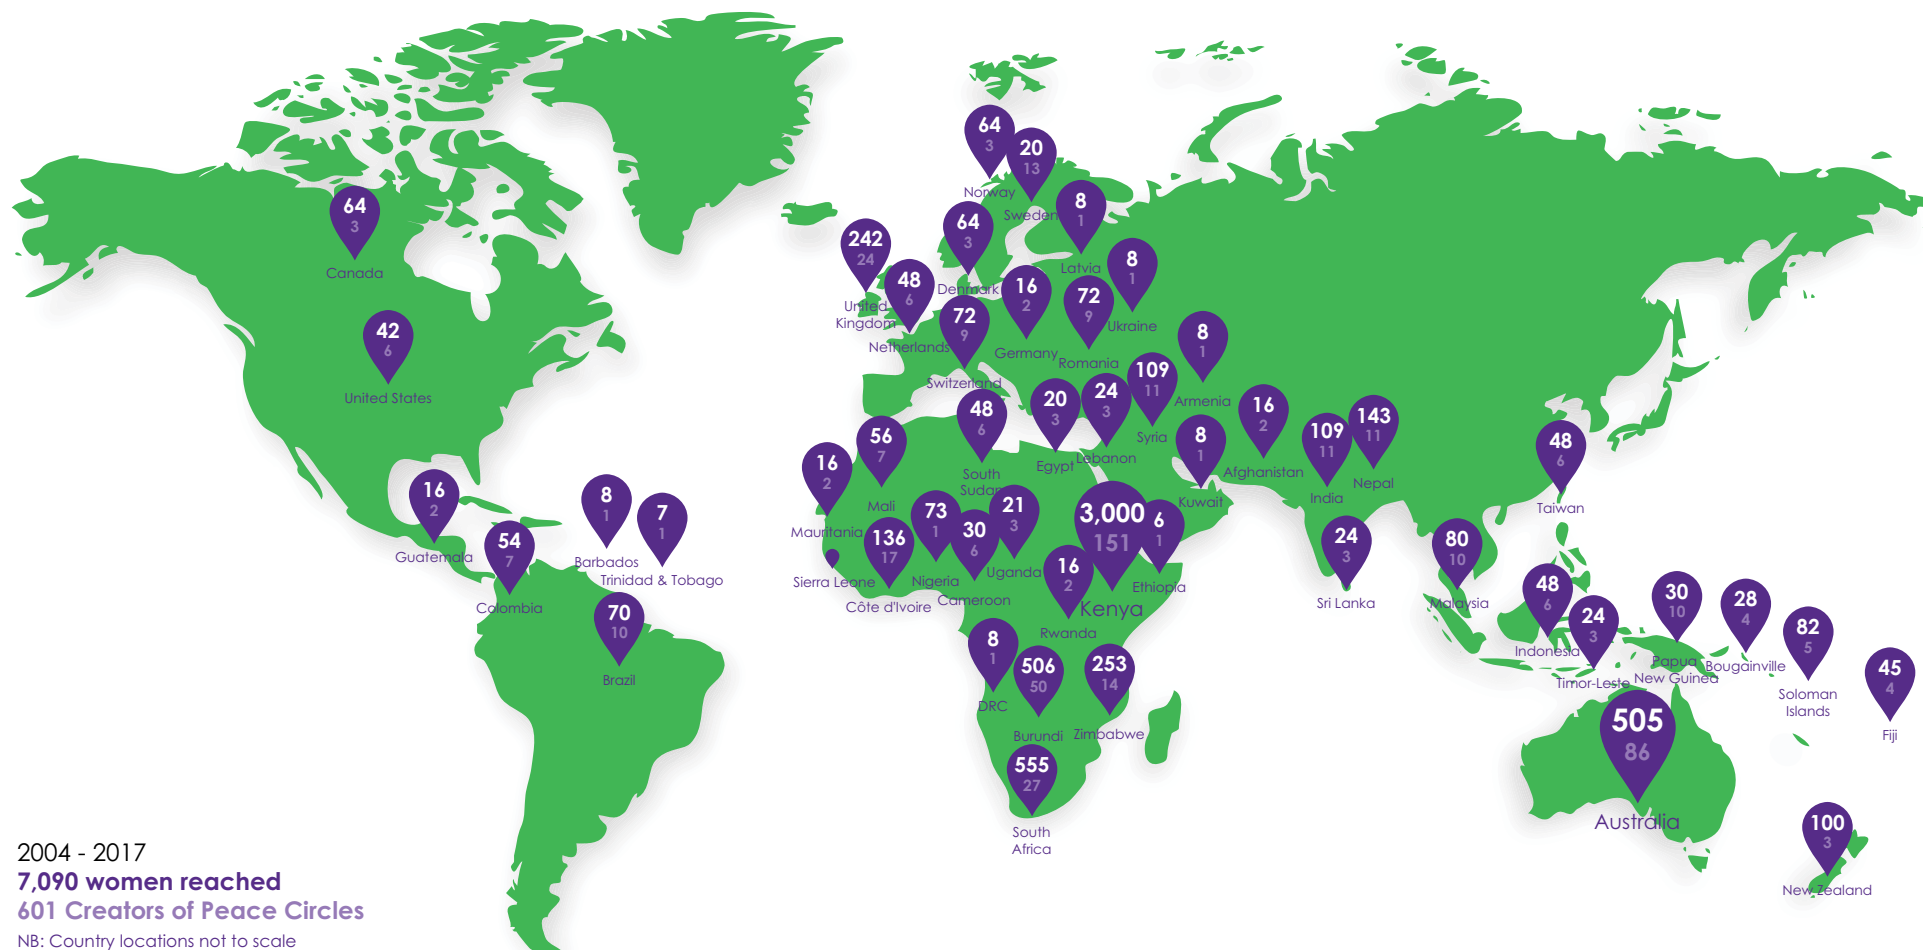 64
3
Norway
20
13
Sweden
8
1
Latvia
64
3
Canada
64
3
Denmark
242
24
United
Kingdom
48
6
Netherlands
8
1
Ukraine
16
2
Germany
72
9
Romania
72
9
Switzerland
42
6
United States
8
1
Armenia
109
11
Syria
24
3
Lebanon
20
3
Egypt
48
6
South
Sudan
16
2
Afghanistan
143
11
Nepal
109
11
India
8
1
Kuwait
48
6
Taiwan
56
7
Mali
16
2
Mauritania
16
2
Guatemala
8
1
Barbados
7
1
Trinidad & Tobago
54
7
Colombia
70
10
Brazil
Sierra Leone
136
17
Côte d'Ivoire
73
1
Nigeria
30
6
Cameroon
21
3
Uganda
3,000
151
Kenya
6
1
Ethiopia
16
2
Rwanda
24
3
Sri Lanka
80
10
Malaysia
48
6
Indonesia
24
3
Timor-Leste
30
10
Papua
New Guinea
28
4
Bougainville
82
5
Soloman
Islands
45
4
Fiji
8
1
DRC
506
50
Burundi
253
14
Zimbabwe
555
27
South
Africa
505
86
Australia
100
3
New Zealand
2004 - 2017
7,090 women reached
601 Creators of Peace Circles
NB: Country locations not to scale